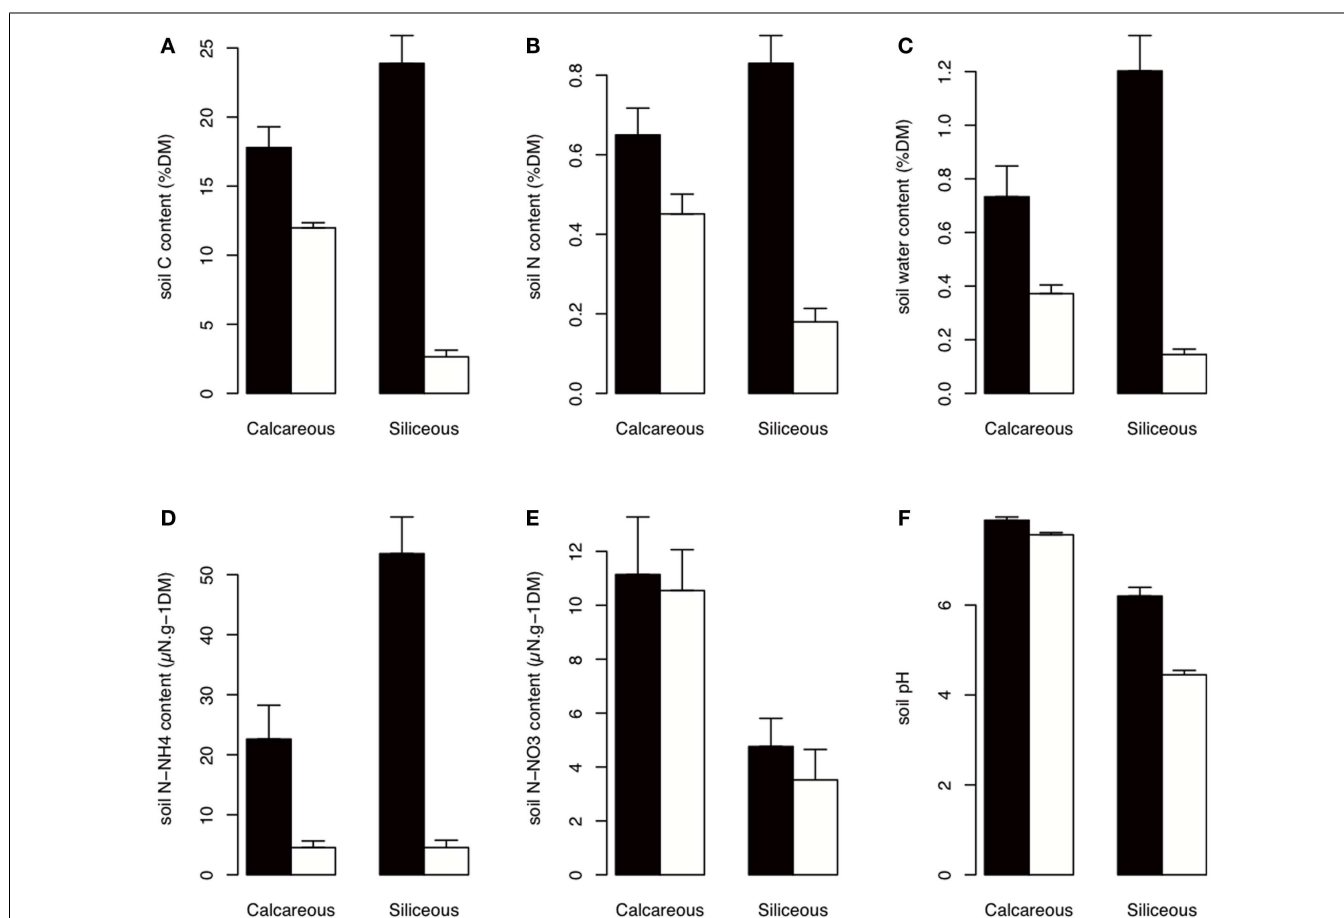 A
soil C content (%DM)
0 5 10 15 20 25
Calcareous Siliceous
B
soil N content (%DM)
0.0 0.2 0.4 0.6 0.8
Calcareous Siliceous
C
soil water content (%DM)
0.0 0.2 0.4 0.6 0.8 1.0 1.2
Calcareous Siliceous
D
soil N−NH4 content (µN.g−1DM)
0 10 20 30 40 50
Calcareous Siliceous
E
soil N−NO3 content (µN.g−1DM)
0 2 4 6 8 10 12
Calcareous Siliceous
F
soil pH
0 2 4 6
Calcareous Siliceous